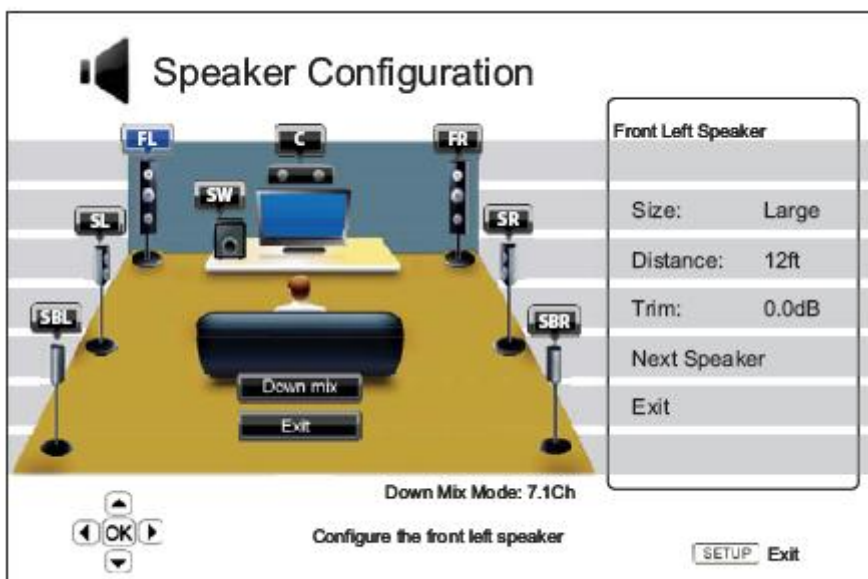 Speaker Configuration
FL
C
FR
SW
SL
SR
SBL
SBR
Down mix
Exit
Front Left Speaker
Size: Large
Distance: 12ft
Trim: 0.0dB
Next Speaker
Exit
Down Mix Mode: 7.1Ch
OK
Configure the front left speaker
SETUP Exit